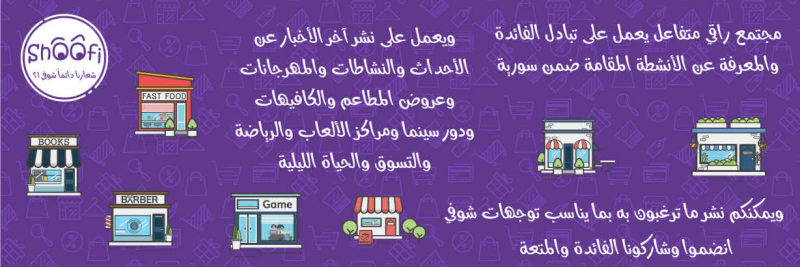 مجتمع راقي متفاعل يعمل على تبادل الفائدة
والمعرفة عن الأنشطة المقامة ضمن سورية
ويعمل على نشر آخر الأخبار عن
الأحداث والنشاطات والمهرجانات
وعروض المطاعم والكافيهات
ودور سينما ومراكز الألعاب والرياضة
والتسوق والحياة الليلية
ويمكنكم نشر ما ترغبون به بما يناسب توجهات شوفي
انضموا وشاركونا الفائدة والمتعة
Shoofi
شعارنا دائماً شوفي ؟!
FAST FOOD
BOOKS
BARBER
Game